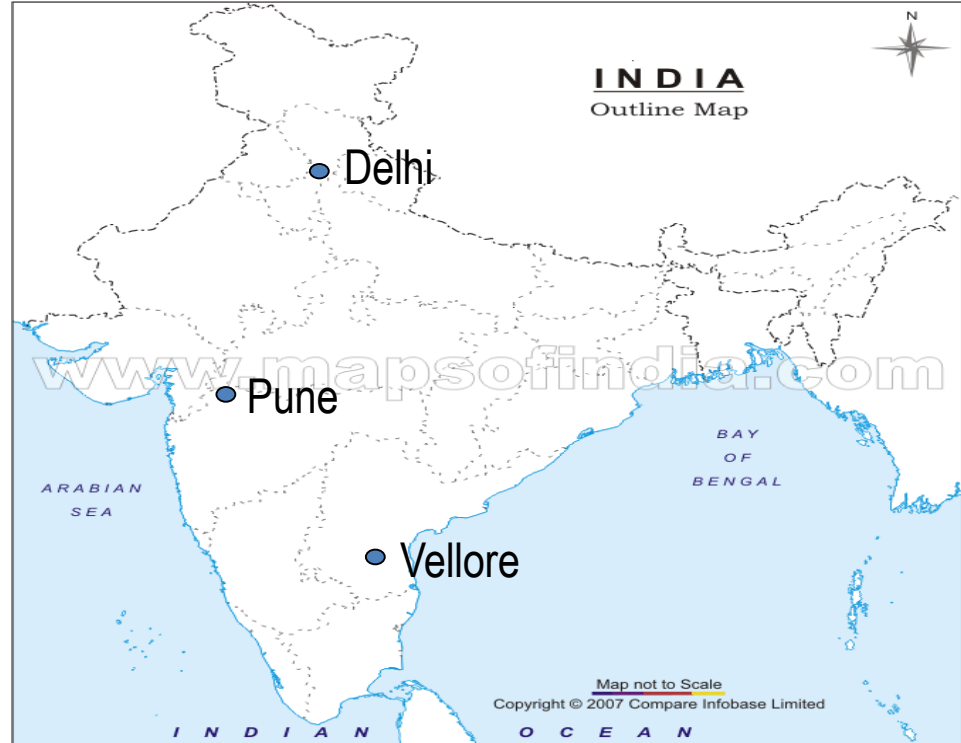 N
INDIA
Outline Map
Delhi
www.mapsofindia.com
Pune
BAY
OF
BENGAL
ARABIAN
SEA
Vellore
Map not to Scale
Copyright © 2007 Compare Infobase Limited
INDIAN OCEAN